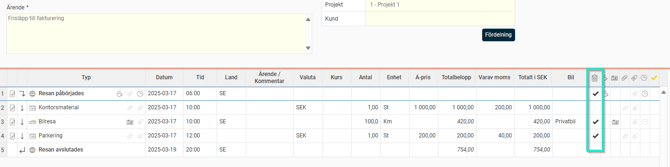 Ärende
Frisläpp till fakturering
Projekt 1 - Projekt 1
Kund
Fördelning
Typ Datum Tid Land Ärende / Kommentar Valuta Kurs Antal Enhet Á-pris Totalbelopp Varav moms Totalt i SEK Bil
1 Resan påbörjades 2025-03-17 06:00 SE
2 Kontorsmaterial 2025-03-17 10:00 SEK 1,00 St 1 000,00 1 000,00 200,00 1 000,00
3 Bilresa 2025-03-17 10:00 SE 100,0 Km 420,00 420,00 Privatbil
4 Parkering 2025-03-17 12:00 SEK 1,00 St 200,00 200,00 40,00 200,00
5 Resan avslutades 2025-03-19 20:00 SE 754,00 754,00